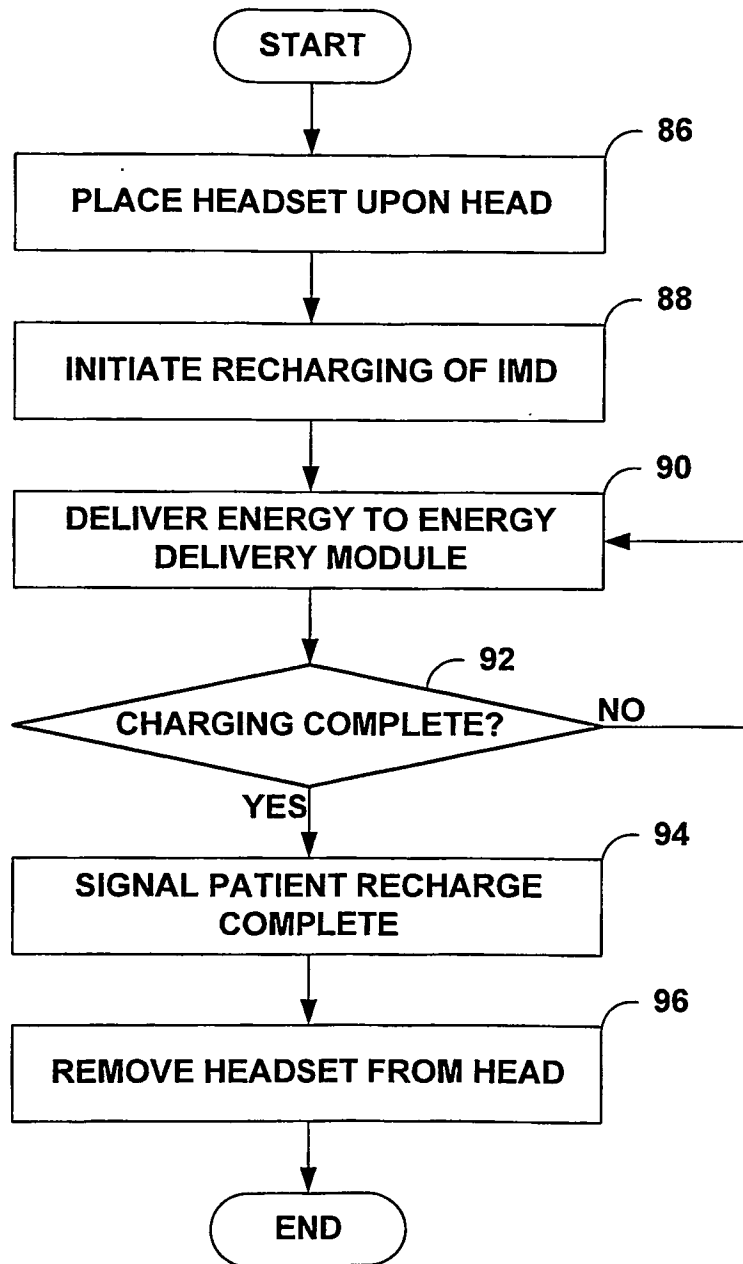 START
86
PLACE HEADSET UPON HEAD
88
INITIATE RECHARGING OF IMD
90
DELIVER ENERGY TO ENERGY
DELIVERY MODULE
92
CHARGING COMPLETE?
NO
YES
94
SIGNAL PATIENT RECHARGE
COMPLETE
96
REMOVE HEADSET FROM HEAD
END